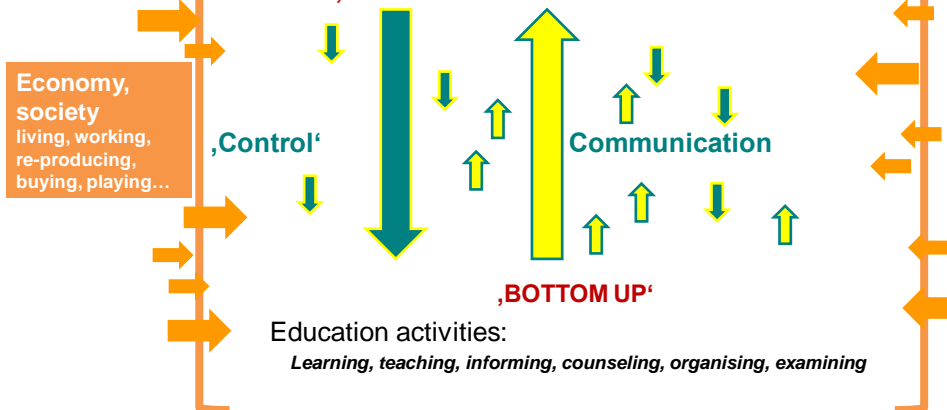 Economy,
society
living, working,
re-producing,
buying, playing…
‚Control‘
Communication
‚BOTTOM UP‘
Education activities:
Learning, teaching, informing, counseling, organising, examining